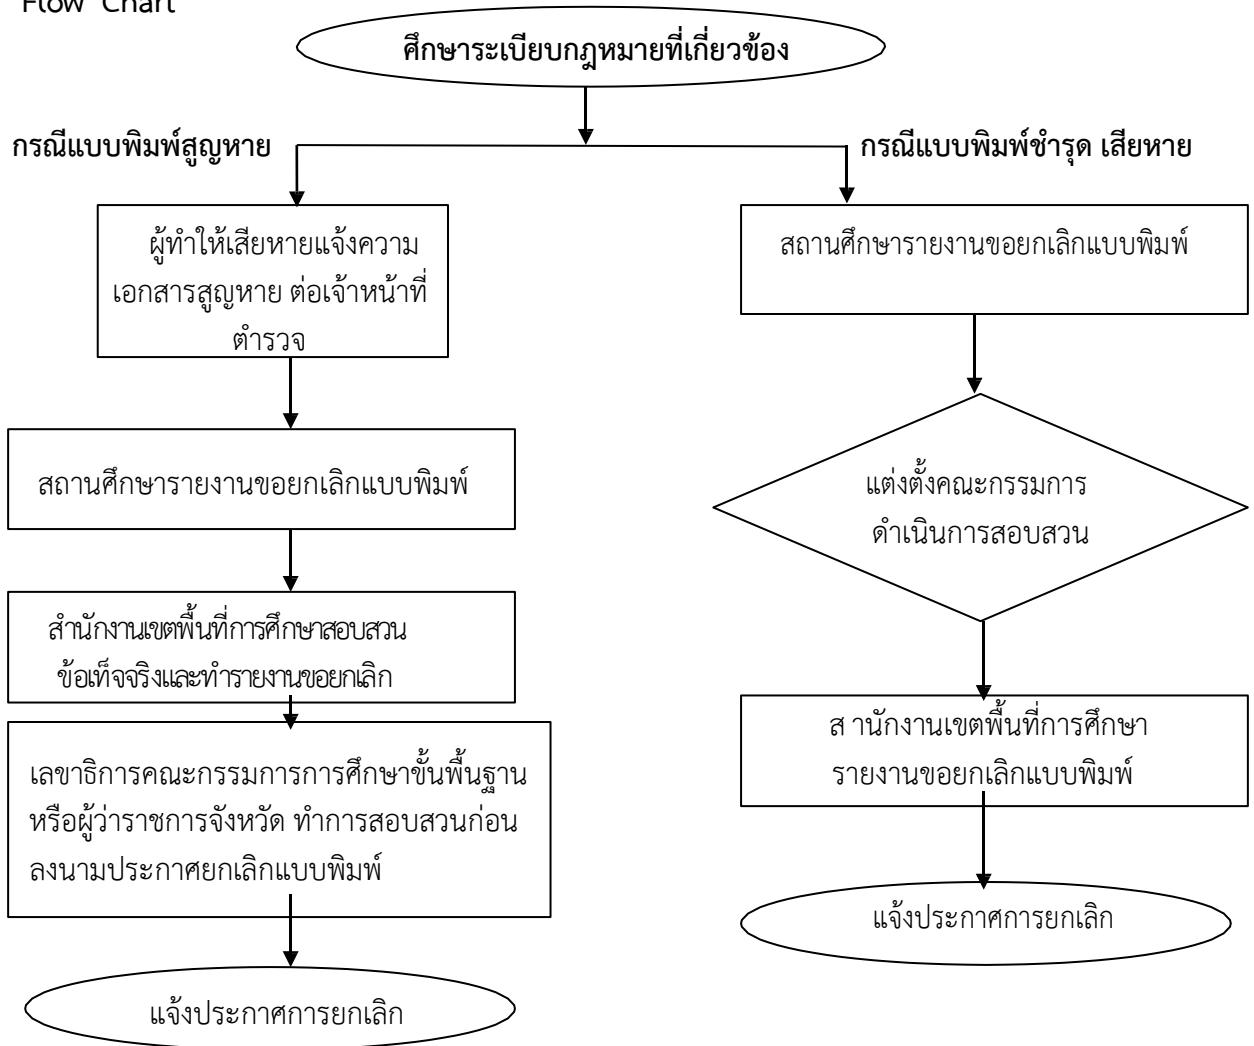 Flow Chart
ศึกษาระเบียบกฎหมายที่เกี่ยวข้อง
กรณีแบบพิมพ์สูญหาย
ผู้ทำให้เสียหายแจ้งความ
เอกสารสูญหาย ต่อเจ้าหน้าที่
ตำรวจ
สถานศึกษารายงานขอยกเลิกแบบพิมพ์
สำนักงานเขตพื้นที่การศึกษาสอบสวน
ข้อเท็จจริงและทำรายงานขอยกเลิก
เลขาธิการคณะกรรมการการศึกษาขั้นพื้นฐาน
หรือผู้ว่าราชการจังหวัด ทำการสอบสวนก่อน
ลงนามประกาศยกเลิกแบบพิมพ์
แจ้งประกาศการยกเลิก
กรณีแบบพิมพ์ชำรุด เสียหาย
สถานศึกษารายงานขอยกเลิกแบบพิมพ์
แต่งตั้งคณะกรรมการ
ดำเนินการสอบสวน
ส านักงานเขตพื้นที่การศึกษา
รายงานขอยกเลิกแบบพิมพ์
แจ้งประกาศการยกเลิก